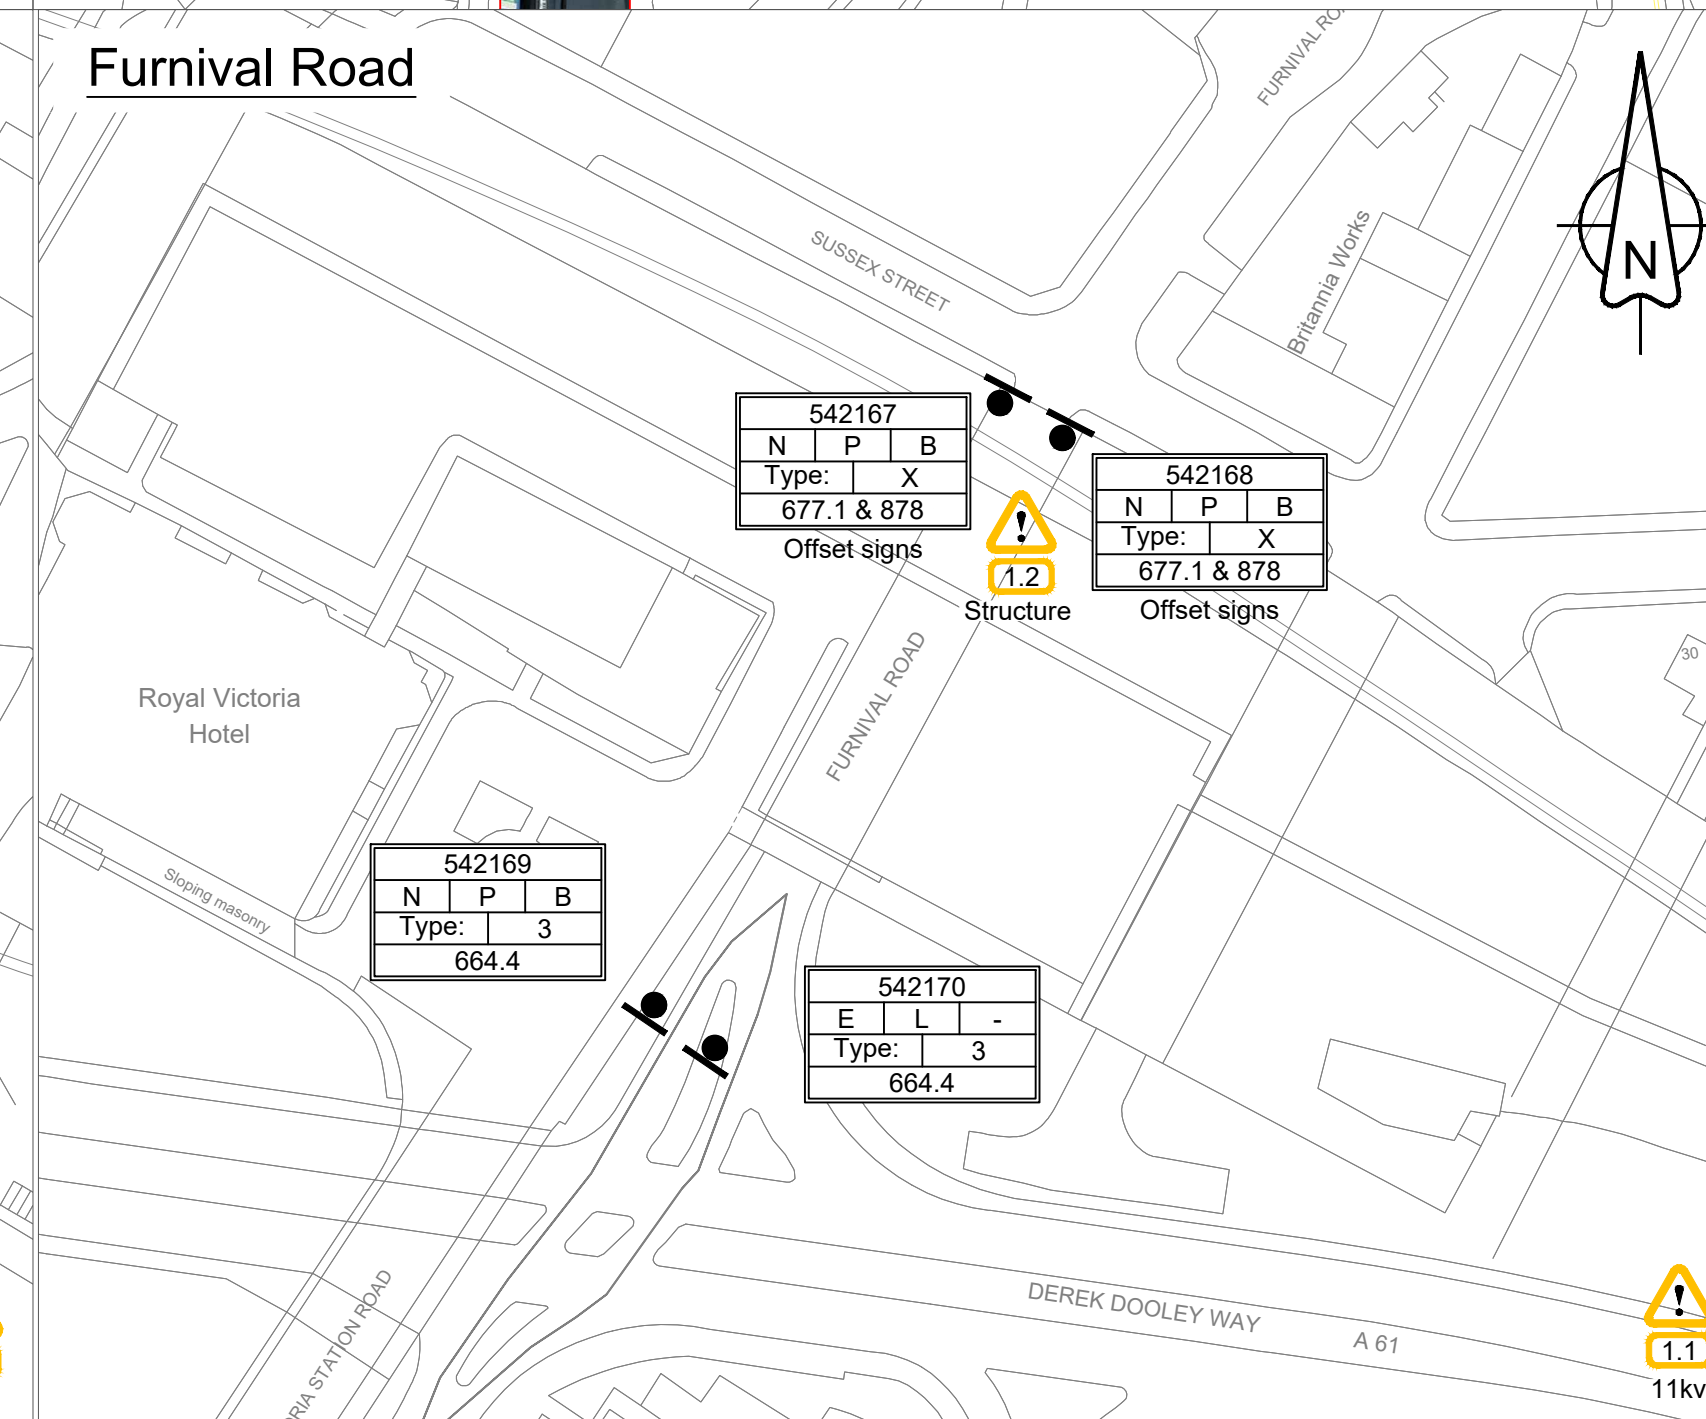 Furnival Road
FURNIVAL RO
Britannia Works
N
SUSSEX STREET
542167
N P B
Type: X
677.1 & 878
Offset signs
542168
N P B
Type: X
677.1 & 878
Offset signs
!
1.2
Structure
FURNIVAL ROAD
30
Royal Victoria
Hotel
Sloping masonry
542169
N P B
Type: 3
664.4
542170
E L -
Type: 3
664.4
DEREK DOOLEY WAY
A 61
RIA STATION ROAD
!
1.1
11kv